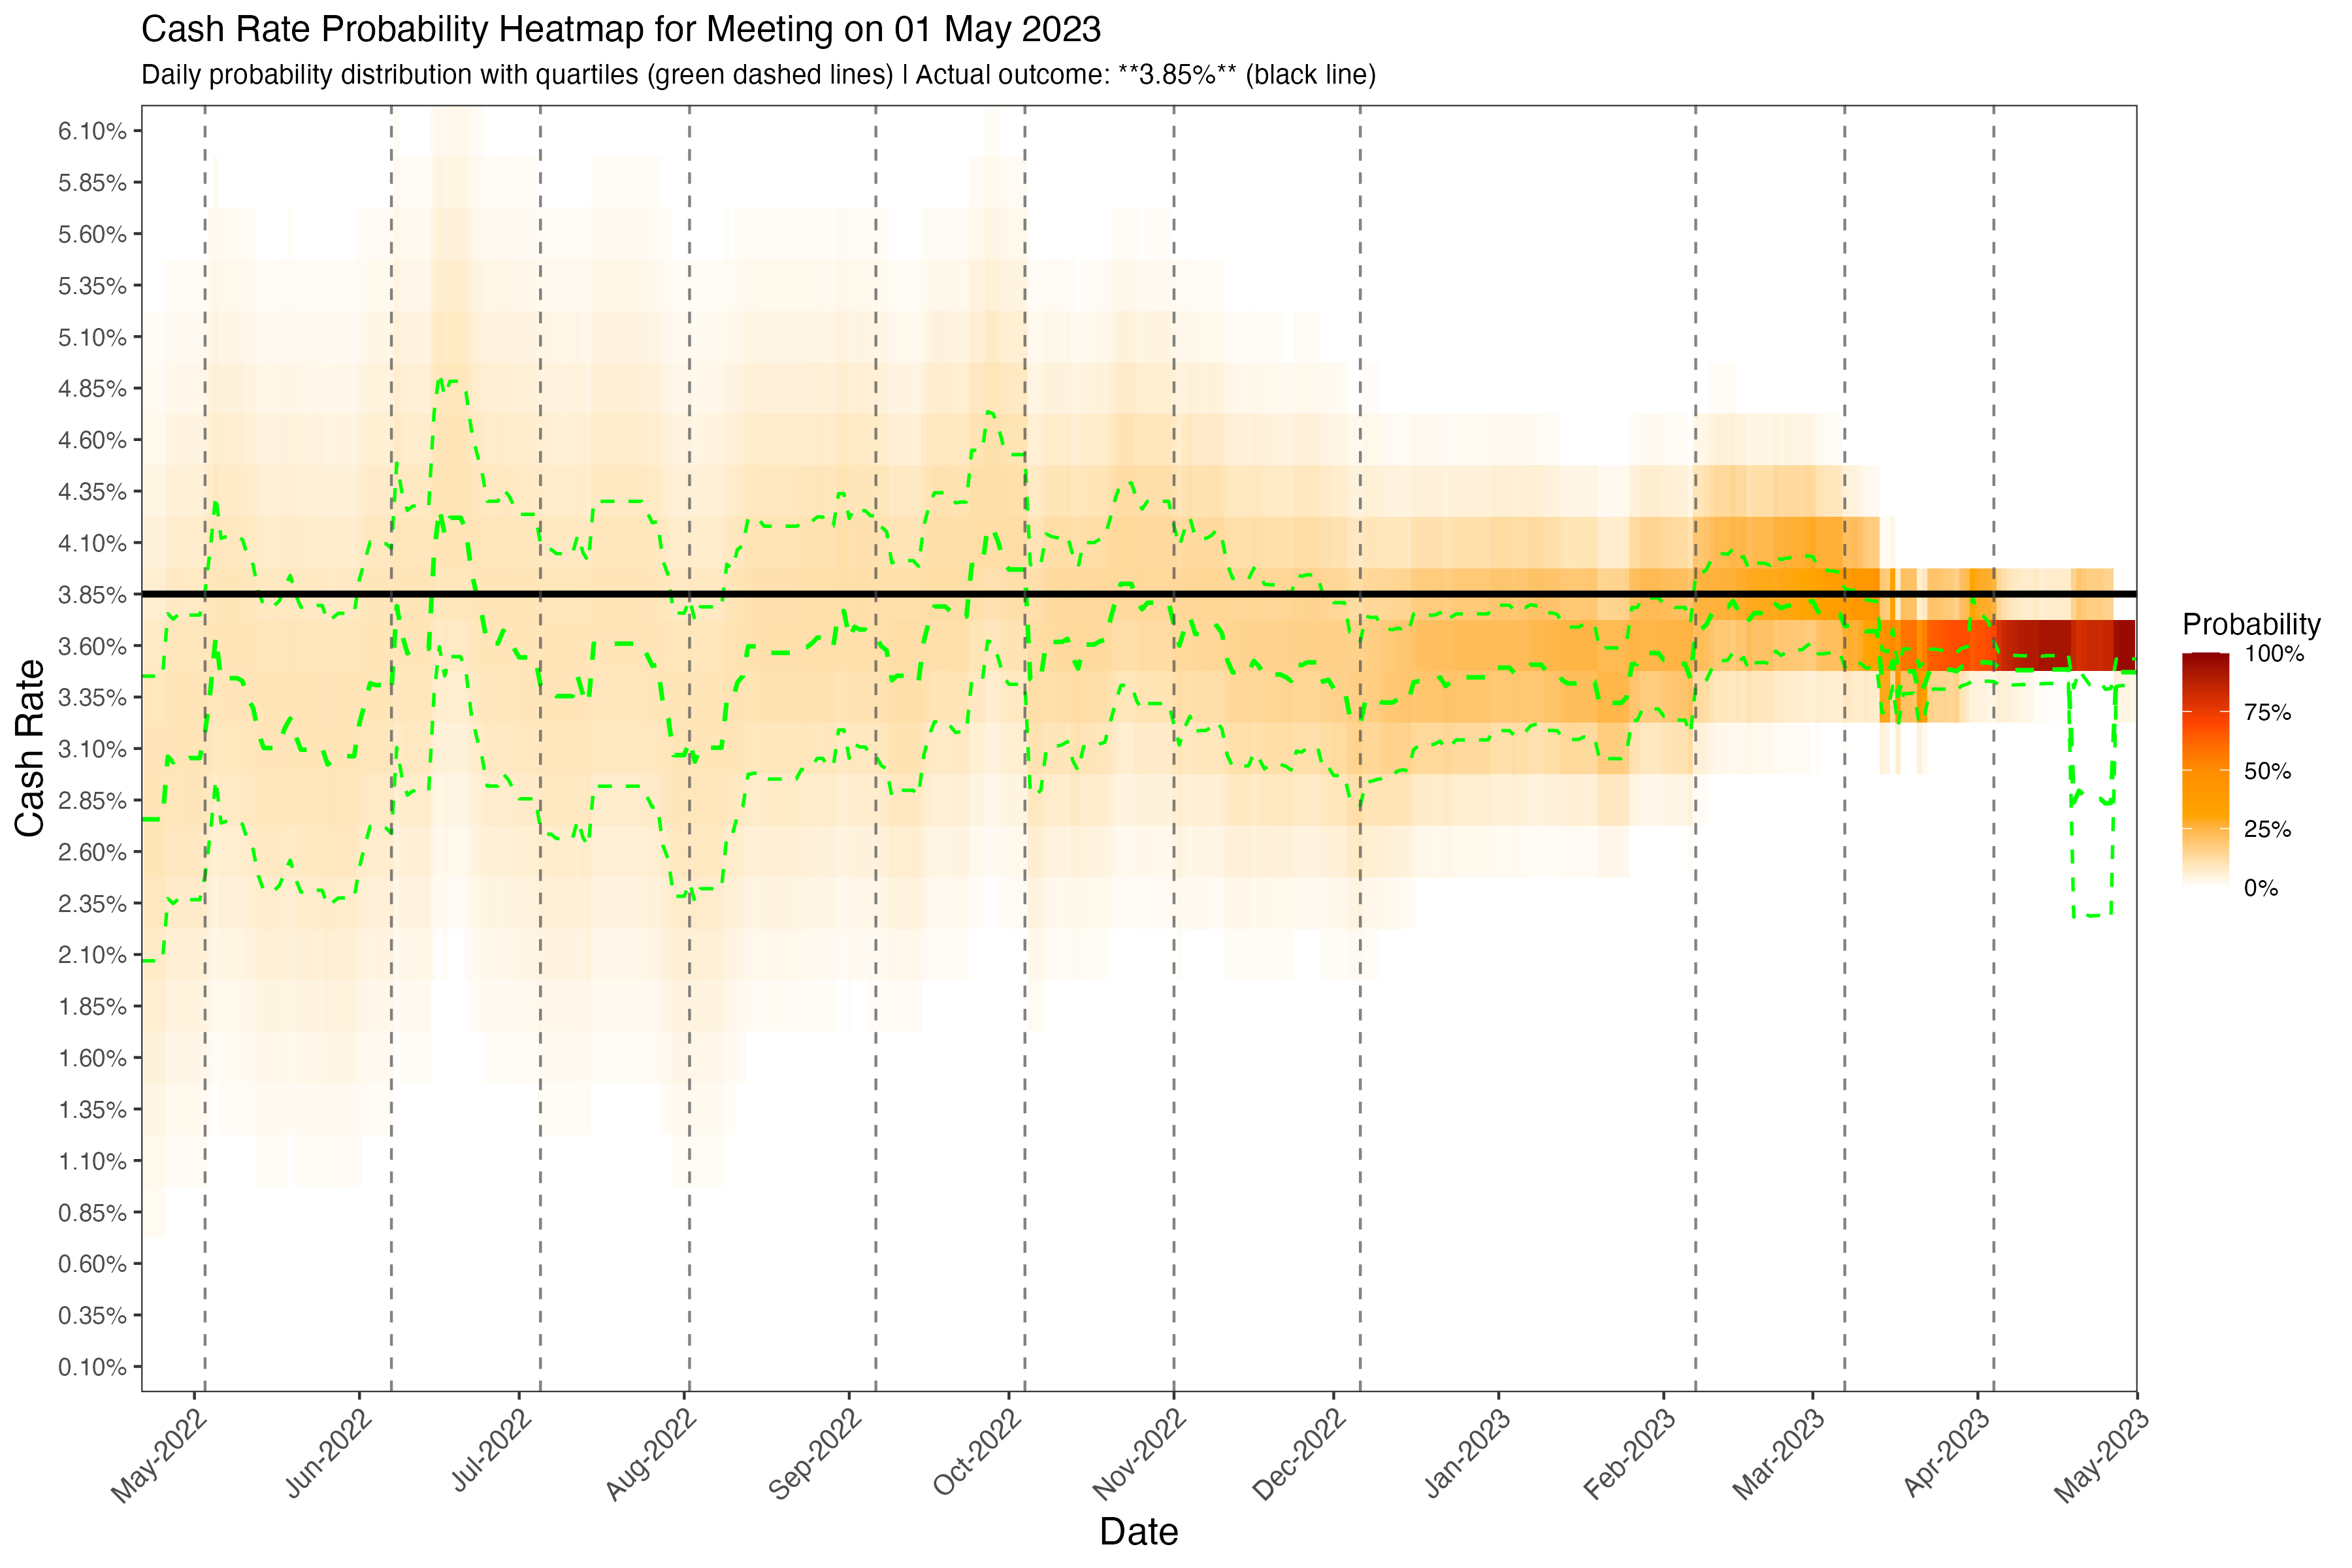 Cash Rate Probability Heatmap for Meeting on 01 May 2023
Daily probability distribution with quartiles (green dashed lines) | Actual outcome: **3.85%** (black line)
Cash Rate
6.10%
5.85%
5.60%
5.35%
5.10%
4.85%
4.60%
4.35%
4.10%
3.85%
3.60%
3.35%
3.10%
2.85%
2.60%
2.35%
2.10%
1.85%
1.60%
1.35%
1.10%
0.85%
0.60%
0.35%
0.10%
May-2022
Jun-2022
Jul-2022
Aug-2022
Sep-2022
Oct-2022
Nov-2022
Dec-2022
Jan-2023
Feb-2023
Mar-2023
Apr-2023
May-2023
Date
Probability
100%
75%
50%
25%
0%